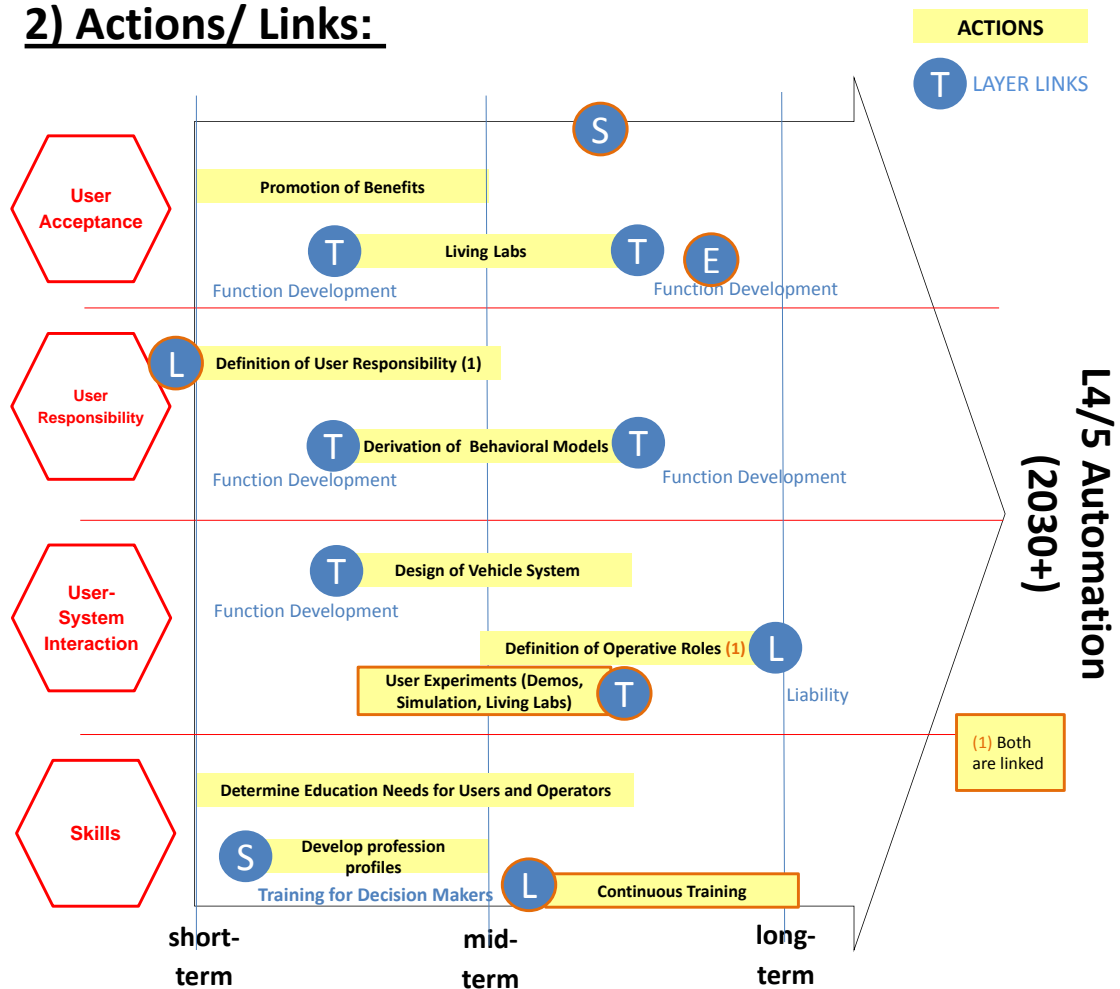 2) Actions/ Links:
ACTIONS
T
LAYER LINKS
S
User
Acceptance
Promotion of Benefits
T
Living Labs
T
E
Function Development
Function Development
L
Definition of User Responsibility (1)
User
Responsibility
T
Derivation of  Behavioral Models
T
Function Development
Function Development
L4/5 Automation
(2030+)
User-
System
Interaction
T
Design of Vehicle System
Function Development
Definition of Operative Roles (1)
L
User Experiments (Demos,
Simulation, Living Labs)
T
Liability
(1) Both
are linked
Skills
Determine Education Needs for Users and Operators
S
Develop profession
profiles
Training for Decision Makers
L
Continuous Training
short-
term
mid-
term
long-
term